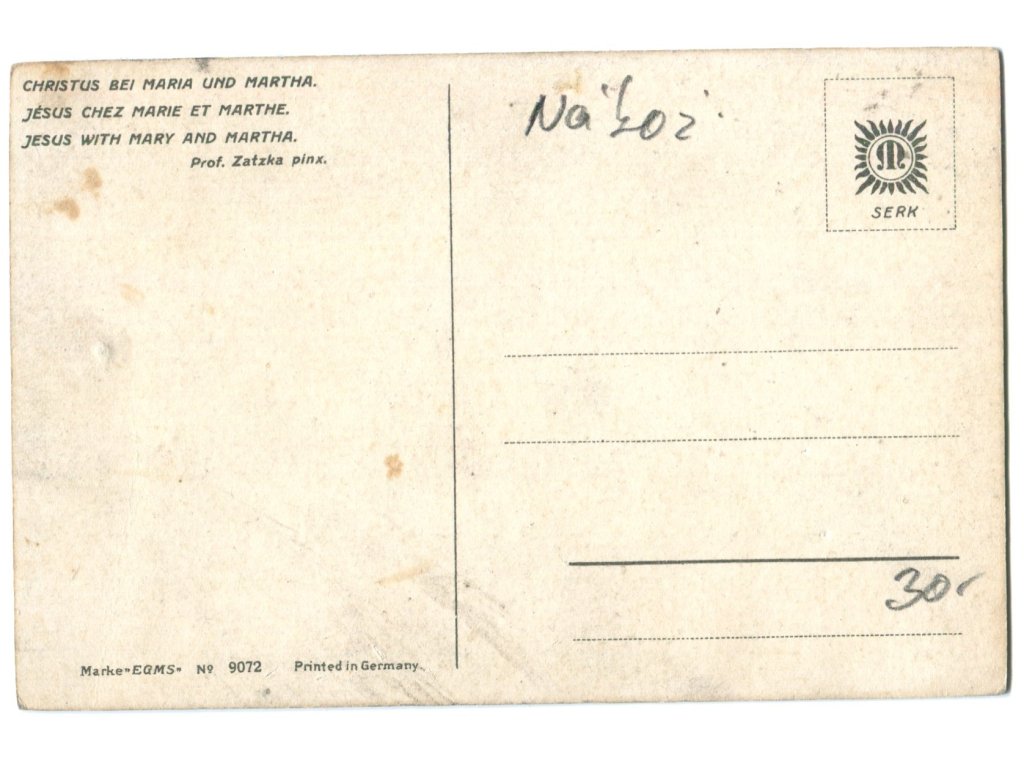 CHRISTUS BEI MARIA UND MARTHA.
JÉSUS CHEZ MARIE ET MARTHE.
JESUS WITH MARY AND MARTHA.
Prof. Zatzka pinx.
M
SERK
30-
Marke "EGMS" Nº 9072 Printed in Germany.